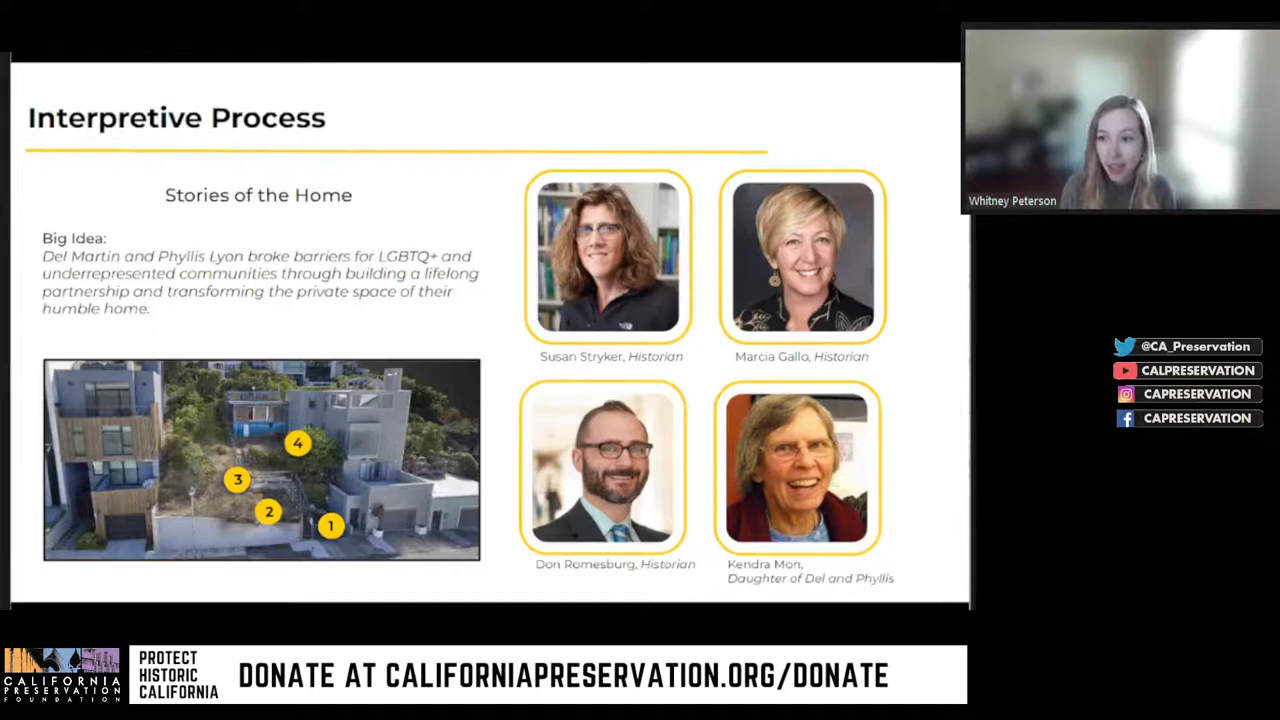 Interpretive Process
Stories of the Home
Big Idea:
Del Martin and Phyllis Lyon broke barriers for LGBTQ+ and
underrepresented communities through building a lifelong
partnership and transforming the private space of their
humble home.
4
3
2
1
Susan Stryker, Historian
Marcia Gallo, Historian
Don Romesburg, Historian
Kendra Mon,
Daughter of Del and Phyllis
Whitney Peterson
@CA_Preservation
CALPRESERVATION
CAPRESERVATION
CAPRESERVATION
CALIFORNIA
PRESERVATION
FOUNDATION
PROTECT
HISTORIC
CALIFORNIA
DONATE AT CALIFORNIAPRESERVATION.ORG/DONATE